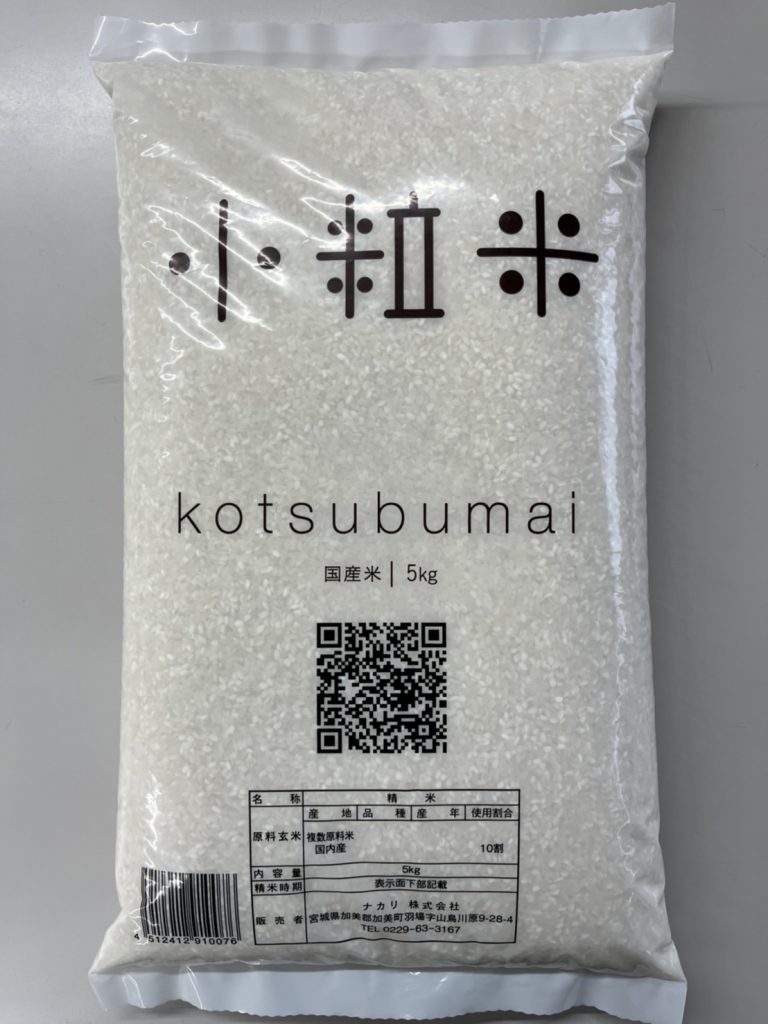 小粒米
kotsubumai
国産米 | 5kg
名称 精米
原料玄米 産地 品種 産年 使用割合
複数原料米
国内産 10割
内容量 5kg
精米時期 表示面下部記載
販売者 ナカリ 株式会社
宮城県加美郡加美町羽場字山鳥川原9-28-4
TEL 0229-63-3167
4 512412 910076